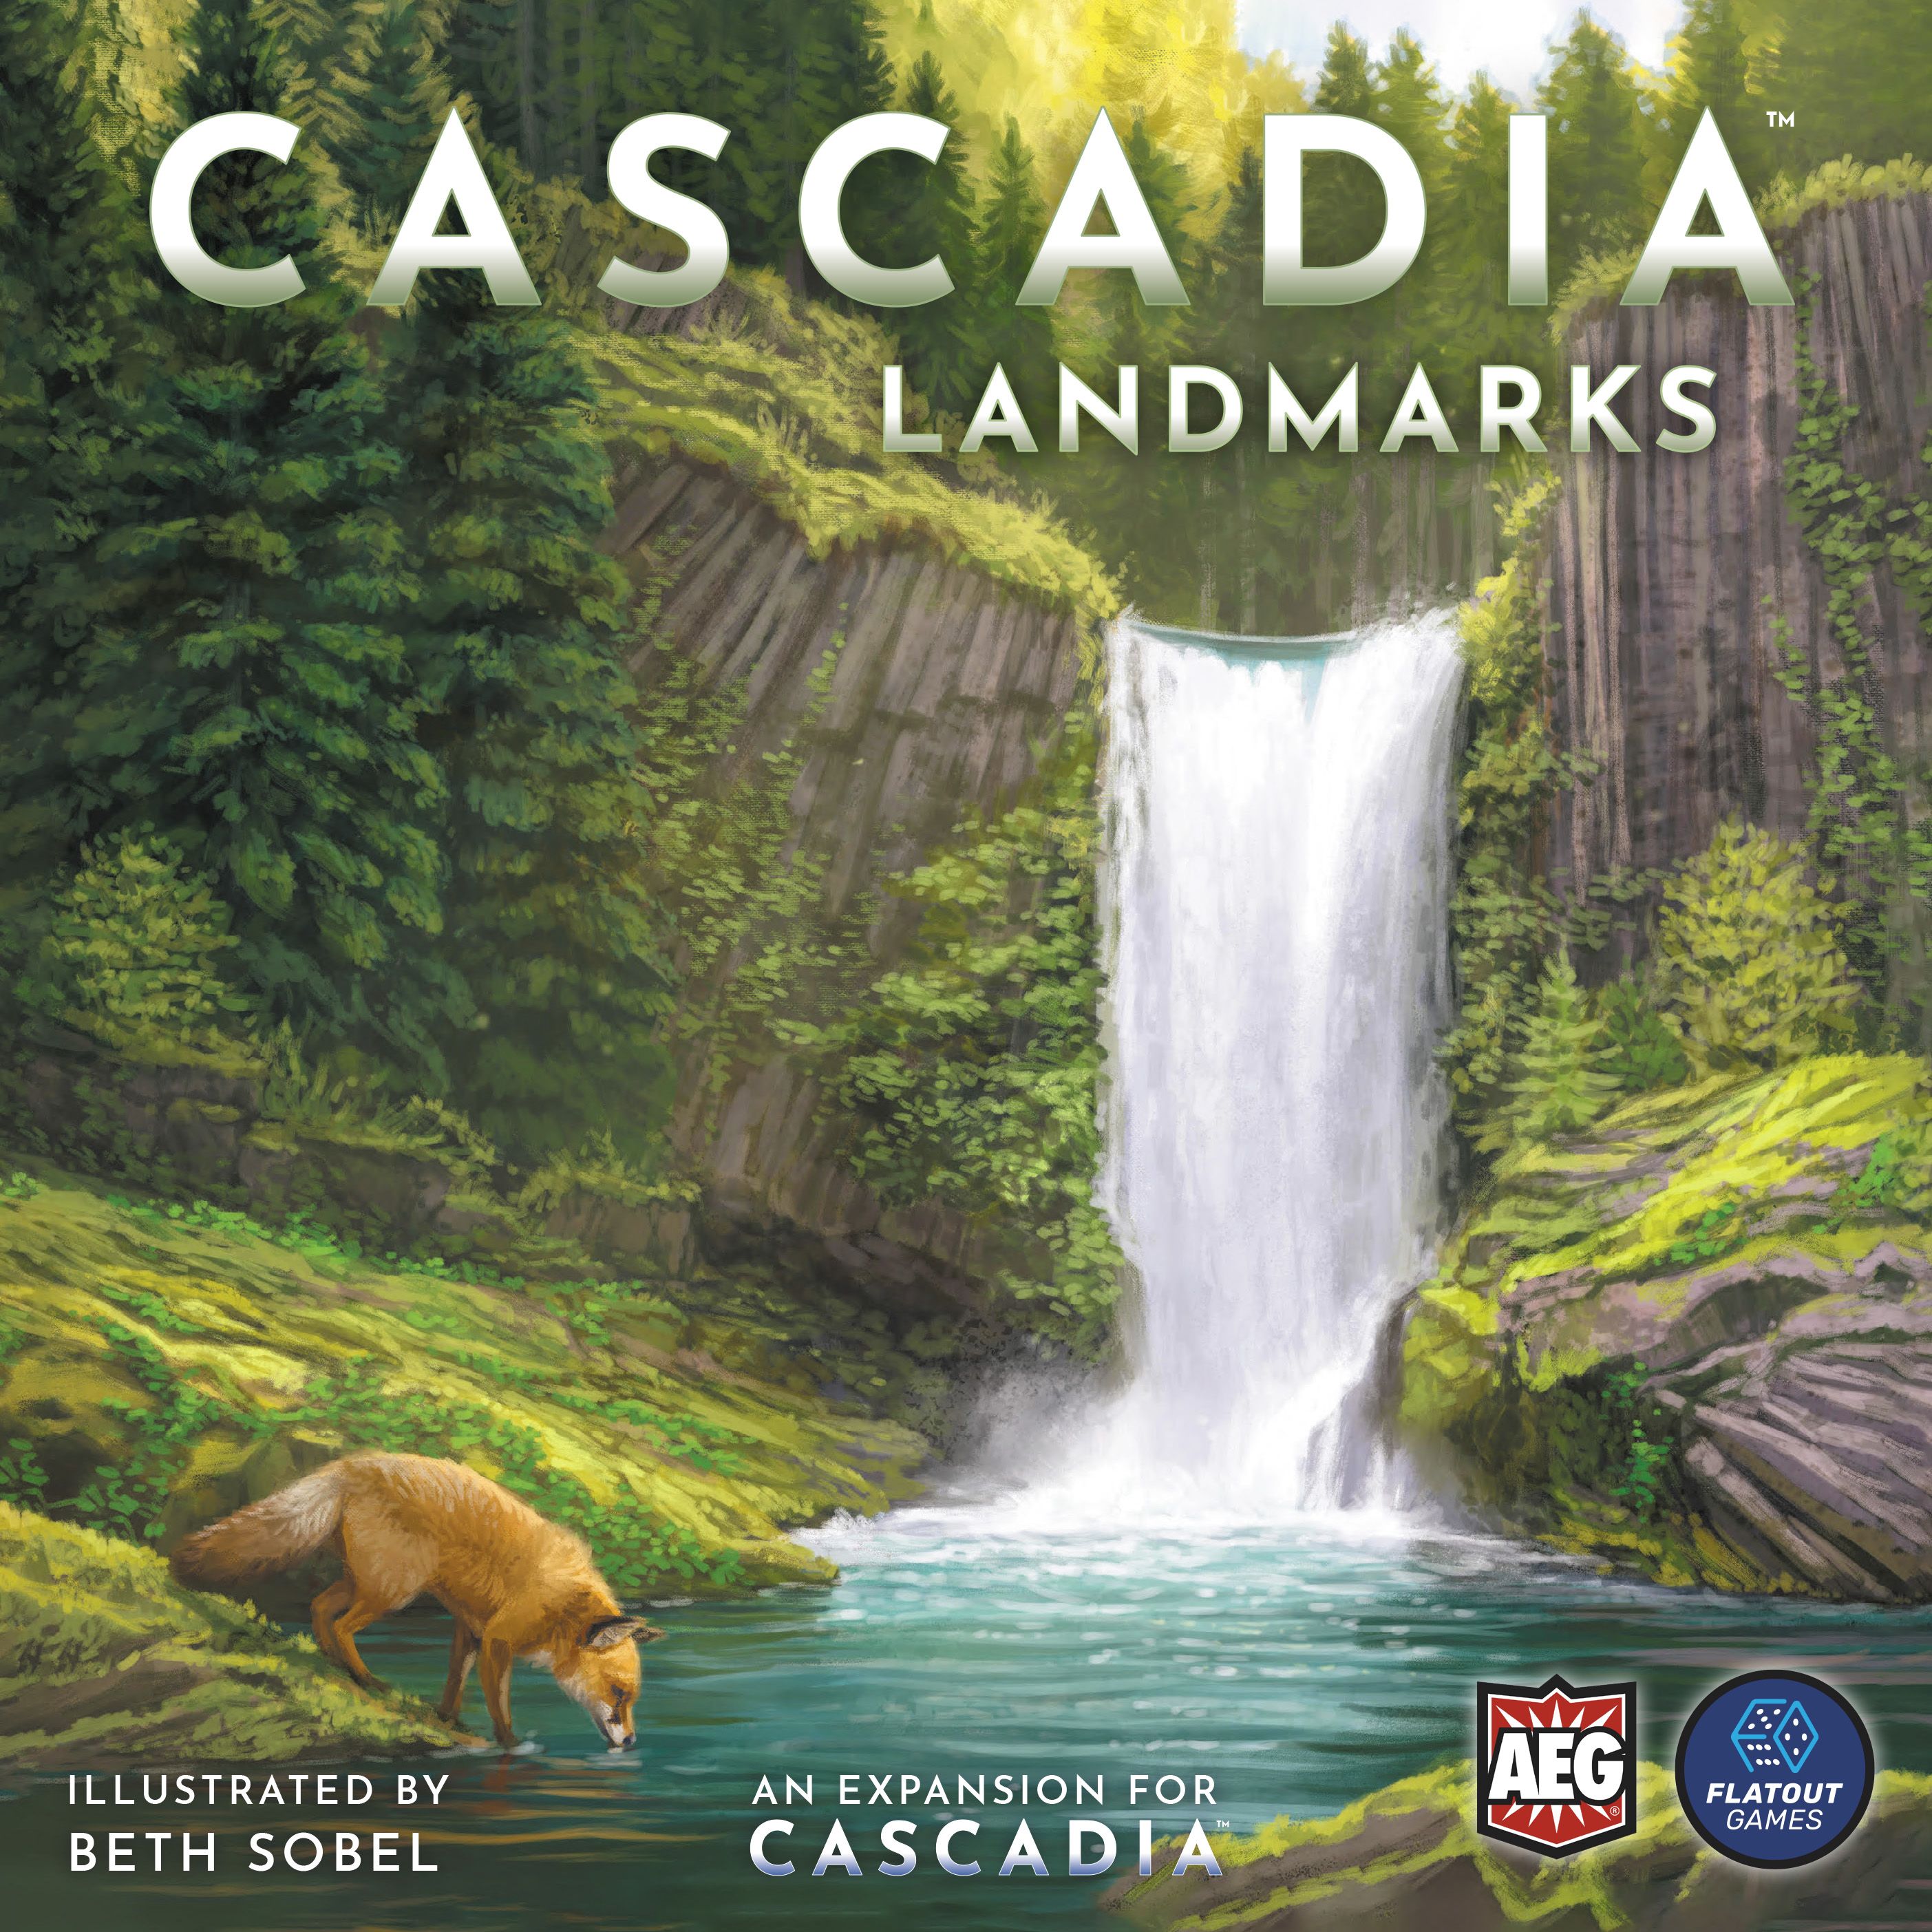 CASCADIA™
LANDMARKS
ILLUSTRATED BY
BETH SOBEL
AN EXPANSION FOR
CASCADIA™
AEG®
FLATOUT
GAMES